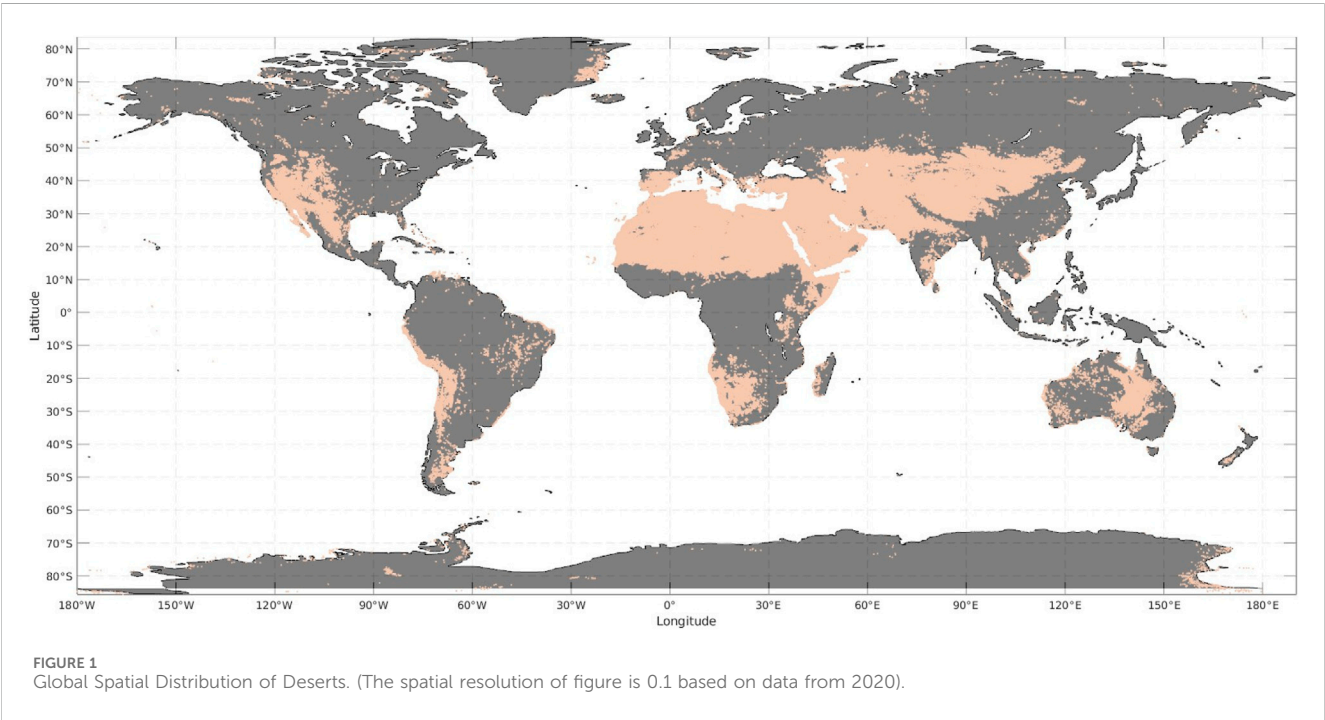 80°N
70°N
60°N
50°N
40°N
30°N
20°N
10°N
0°
10°S
20°S
30°S
40°S
50°S
60°S
70°S
80°S
Latitude
180°W 150°W 120°W 90°W 60°W 30°W 0° 30°E 60°E 90°E 120°E 150°E 180°E
Longitude
FIGURE 1
Global Spatial Distribution of Deserts. (The spatial resolution of figure is 0.1 based on data from 2020).